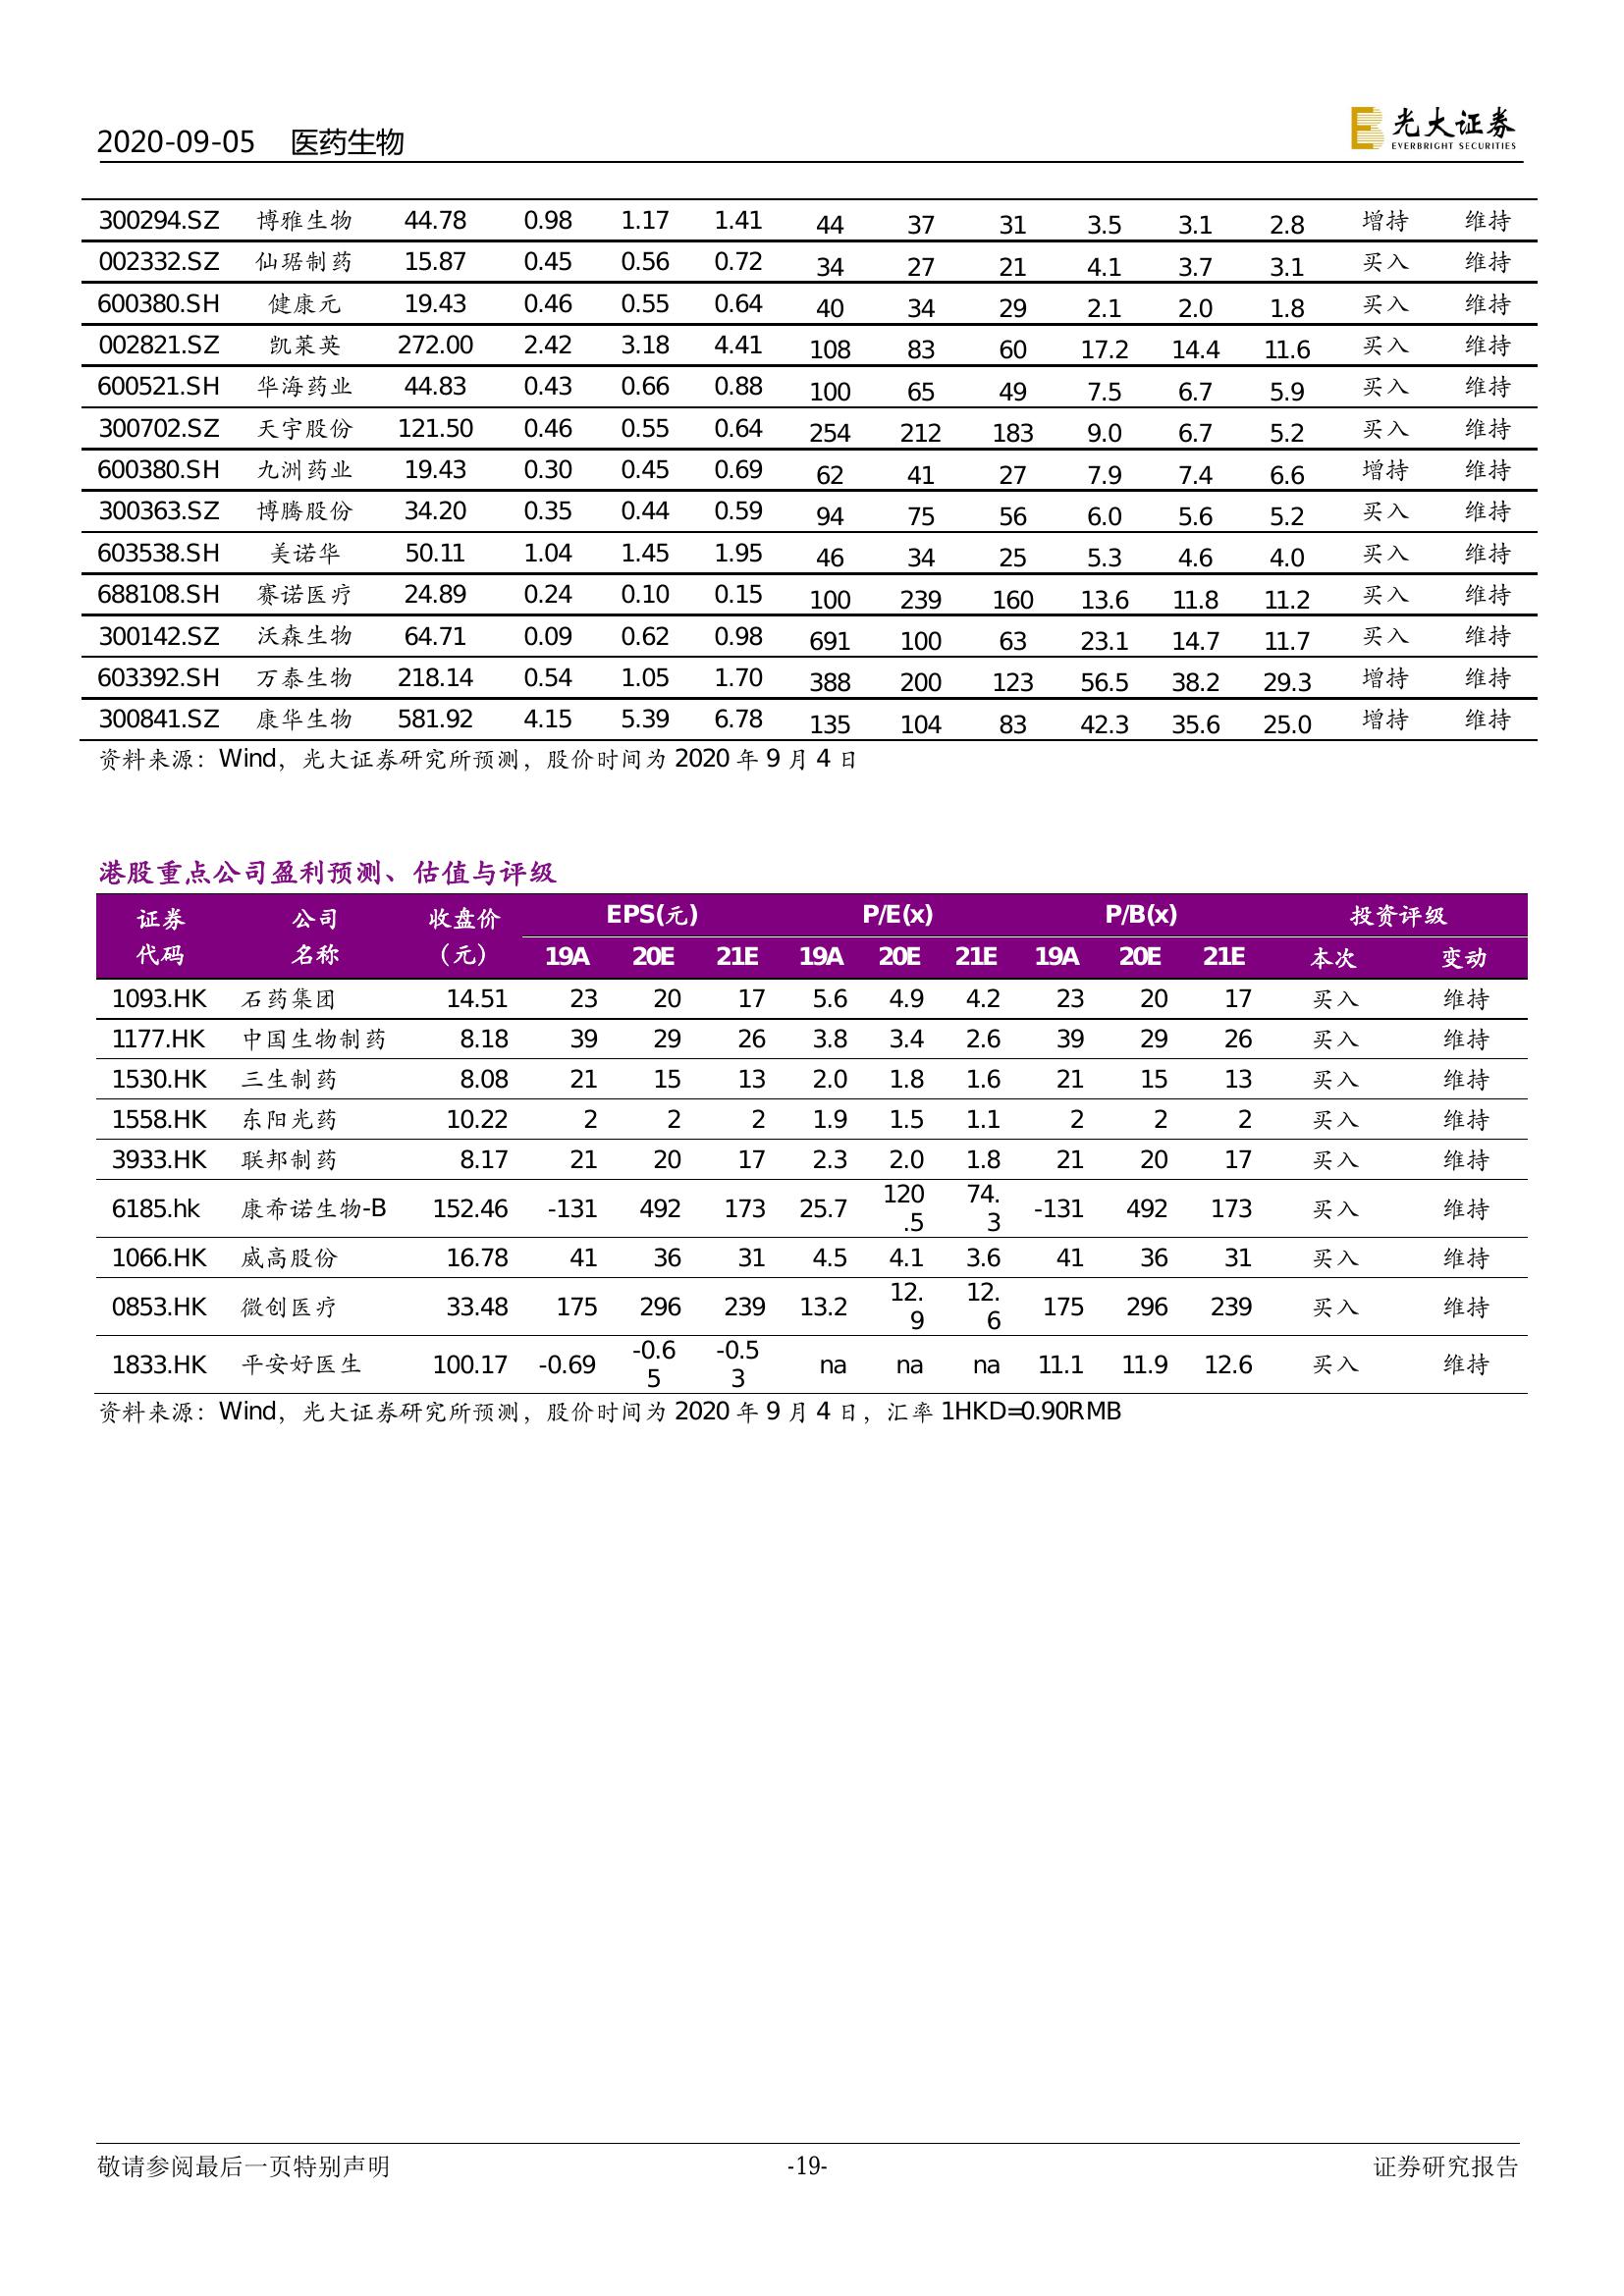 2020-09-05 医药生物
光大证券
EVERBRIGHT SECURITIES
300294.SZ 博雅生物 44.78 0.98 1.17 1.41 44 37 31 3.5 3.1 2.8 增持 维持
002332.SZ 仙琚制药 15.87 0.45 0.56 0.72 34 27 21 4.1 3.7 3.1 买入 维持
600380.SH 健康元 19.43 0.46 0.55 0.64 40 34 29 2.1 2.0 1.8 买入 维持
002821.SZ 凯莱英 272.00 2.42 3.18 4.41 108 83 60 17.2 14.4 11.6 买入 维持
600521.SH 华海药业 44.83 0.43 0.66 0.88 100 65 49 7.5 6.7 5.9 买入 维持
300702.SZ 天宇股份 121.50 0.46 0.55 0.64 254 212 183 9.0 6.7 5.2 买入 维持
600380.SH 九洲药业 19.43 0.30 0.45 0.69 62 41 27 7.9 7.4 6.6 增持 维持
300363.SZ 博腾股份 34.20 0.35 0.44 0.59 94 75 56 6.0 5.6 5.2 买入 维持
603538.SH 美诺华 50.11 1.04 1.45 1.95 46 34 25 5.3 4.6 4.0 买入 维持
688108.SH 赛诺医疗 24.89 0.24 0.10 0.15 100 239 160 13.6 11.8 11.2 买入 维持
300142.SZ 沃森生物 64.71 0.09 0.62 0.98 691 100 63 23.1 14.7 11.7 买入 维持
603392.SH 万泰生物 218.14 0.54 1.05 1.70 388 200 123 56.5 38.2 29.3 增持 维持
300841.SZ 康华生物 581.92 4.15 5.39 6.78 135 104 83 42.3 35.6 25.0 增持 维持
资料来源：Wind，光大证券研究所预测，股价时间为 2020 年 9 月 4 日
港股重点公司盈利预测、估值与评级
证券 公司 收盘价 EPS(元) P/E(x) P/B(x) 投资评级
代码 名称 （元） 19A 20E 21E 19A 20E 21E 19A 20E 21E 本次 变动
1093.HK 石药集团 14.51 23 20 17 5.6 4.9 4.2 23 20 17 买入 维持
1177.HK 中国生物制药 8.18 39 29 26 3.8 3.4 2.6 39 29 26 买入 维持
1530.HK 三生制药 8.08 21 15 13 2.0 1.8 1.6 21 15 13 买入 维持
1558.HK 东阳光药 10.22 2 2 2 1.9 1.5 1.1 2 2 2 买入 维持
3933.HK 联邦制药 8.17 21 20 17 2.3 2.0 1.8 21 20 17 买入 维持
6185.hk 康希诺生物-B 152.46 -131 492 173 25.7 120.5 74.3 -131 492 173 买入 维持
1066.HK 威高股份 16.78 41 36 31 4.5 4.1 3.6 41 36 31 买入 维持
0853.HK 微创医疗 33.48 175 296 239 13.2 12.9 12.6 175 296 239 买入 维持
1833.HK 平安好医生 100.17 -0.69 -0.65 -0.53 na na na 11.1 11.9 12.6 买入 维持
资料来源：Wind，光大证券研究所预测，股价时间为 2020 年 9 月 4 日，汇率 1HKD=0.90RMB
敬请参阅最后一页特别声明 -19- 证券研究报告